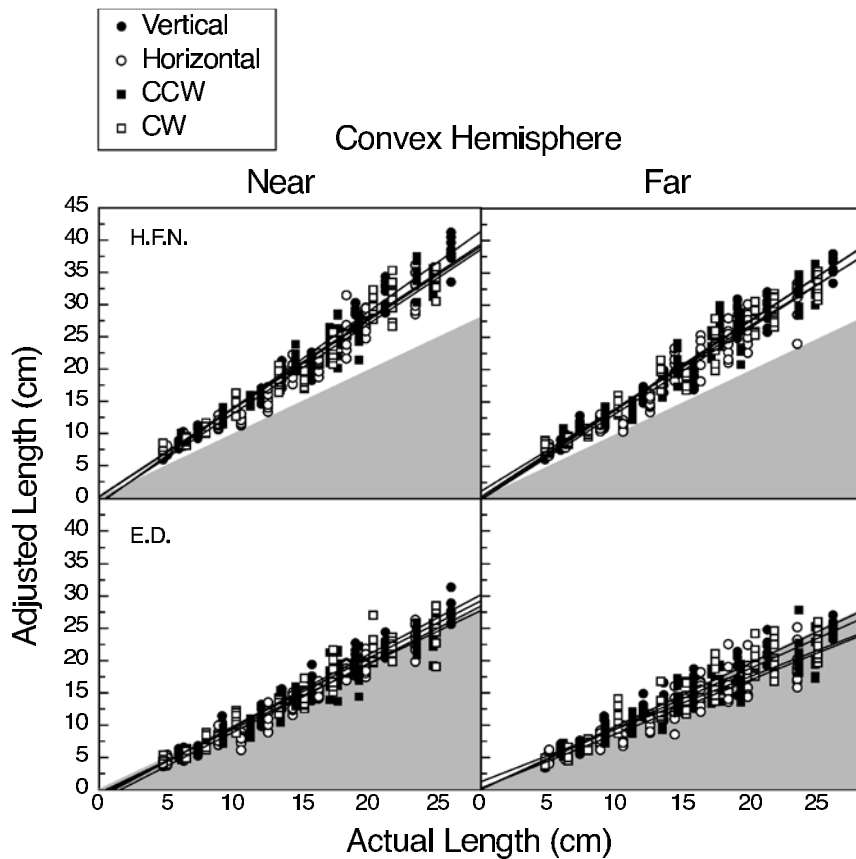 Vertical
Horizontal
CCW
CW
Convex Hemisphere
Near Far
45
40
35
30
25
20
15
10
5
0
H.F.N.
40
35
30
25
20
15
10
5
0
E.D.
Adjusted Length (cm)
0 5 10 15 20 25 0 5 10 15 20 25
Actual Length (cm)